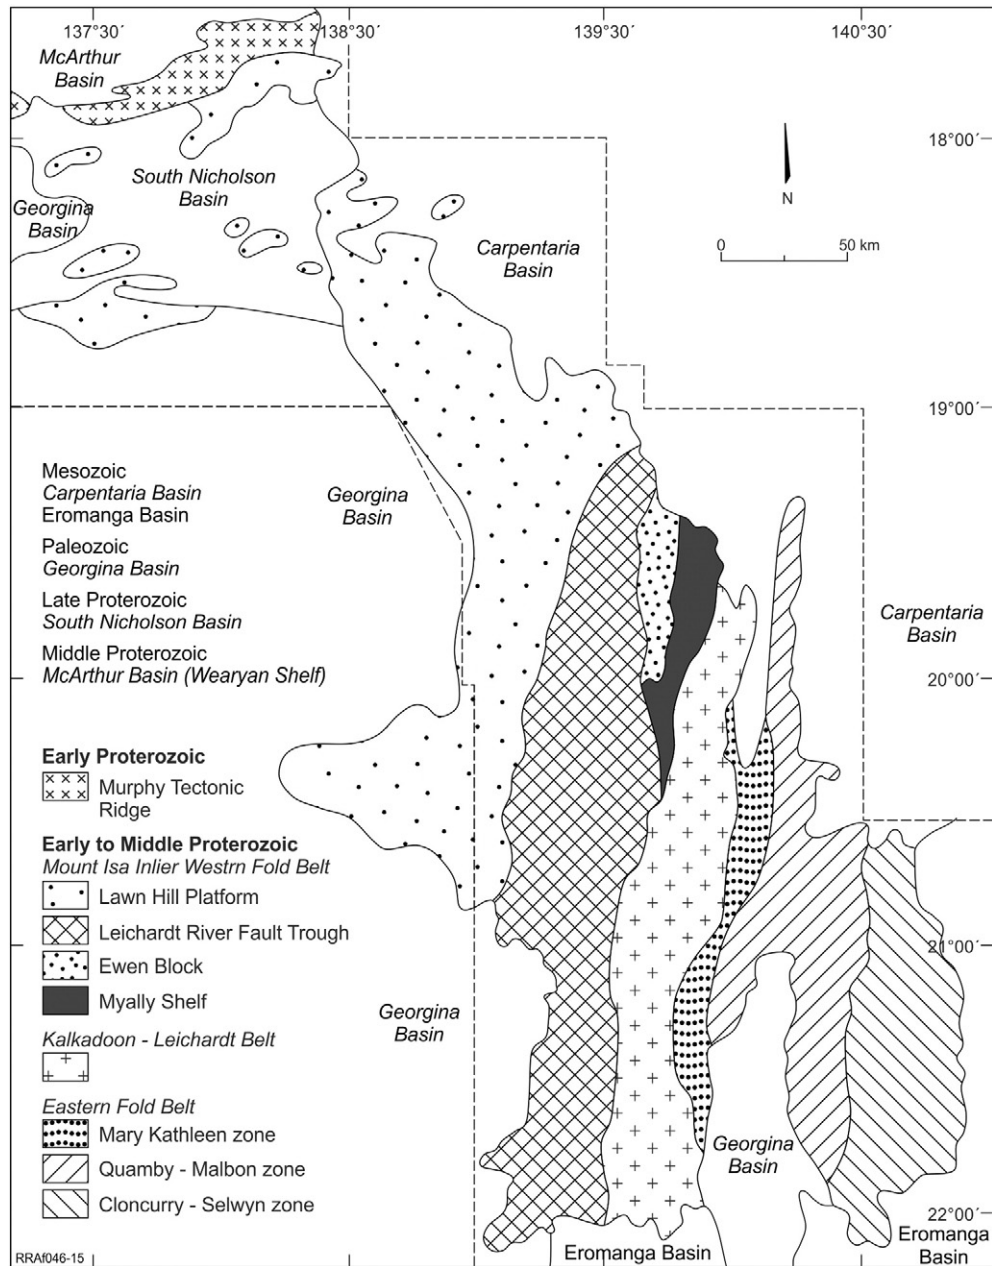 137°30´
138°30´
139°30´
140°30´
McArthur
Basin
18°00´
South Nicholson
Basin
Georgina
Basin
N
0
50 km
Carpentaria
Basin
19°00´
Mesozoic
Carpentaria Basin
Eromanga Basin
Paleozoic
Georgina Basin
Late Proterozoic
South Nicholson Basin
Middle Proterozoic
McArthur Basin (Wearyan Shelf)
Georgina
Basin
Carpentaria
Basin
20°00´
Early Proterozoic
Murphy Tectonic
Ridge
Early to Middle Proterozoic
Mount Isa Inlier Westrn Fold Belt
Lawn Hill Platform
Leichardt River Fault Trough
Ewen Block
Myally Shelf
Kalkadoon - Leichardt Belt
Eastern Fold Belt
Mary Kathleen zone
Quamby - Malbon zone
Cloncurry - Selwyn zone
21°00´
Georgina
Basin
Georgina
Basin
22°00´
Eromanga Basin
Eromanga
Basin
RRAf046-15